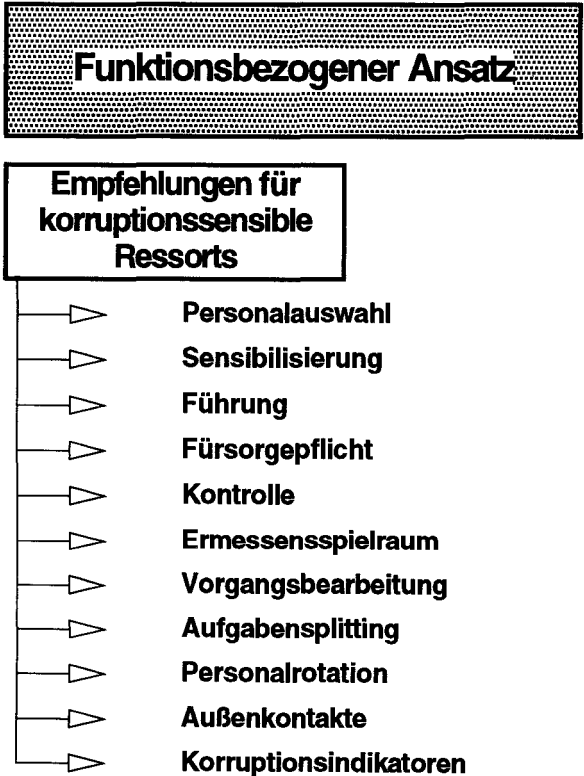 Funktionsbezogener Ansatz
Empfehlungen für
korruptionssensible
Ressorts
Personalauswahl
Sensibilisierung
Führung
Fürsorgepflicht
Kontrolle
Ermessensspielraum
Vorgangsbearbeitung
Aufgabensplitting
Personalrotation
Außenkontakte
Korruptionsindikatoren